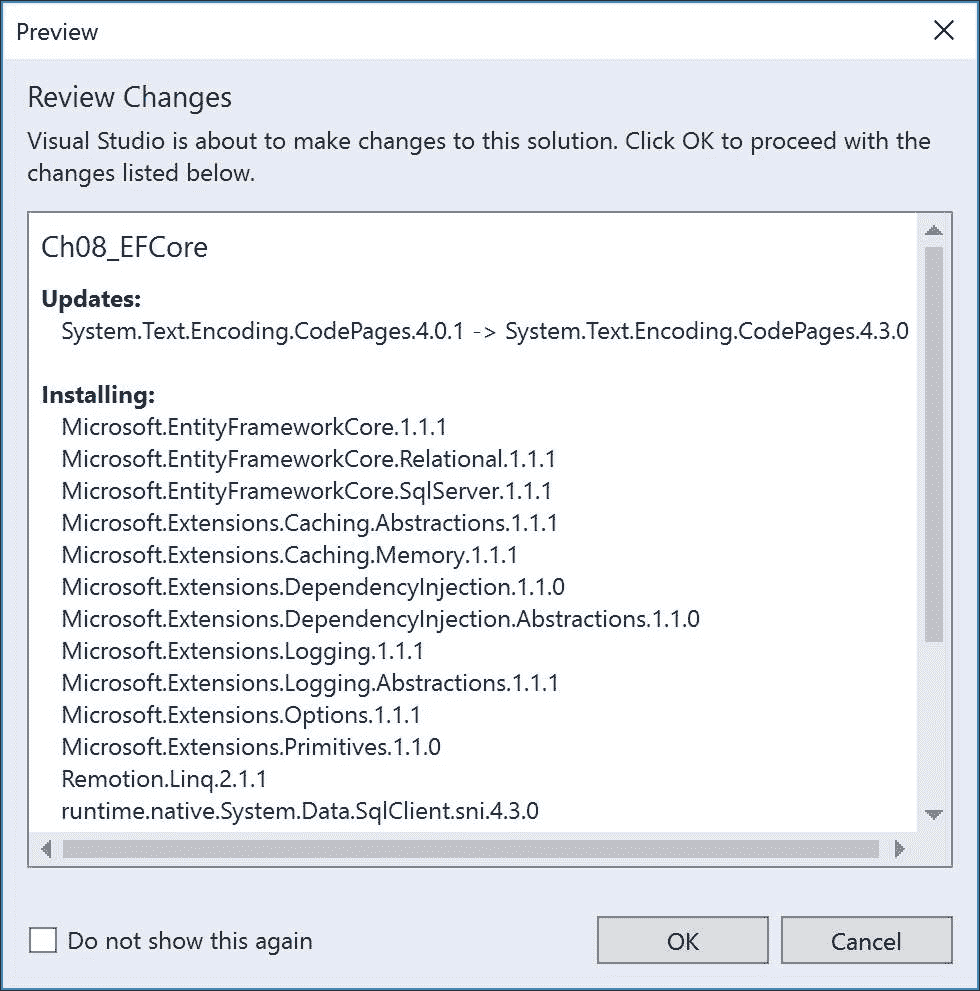 Preview
Review Changes
Visual Studio is about to make changes to this solution. Click OK to proceed with the
changes listed below.
Ch08_EFCore
Updates:
System.Text.Encoding.CodePages.4.0.1 -> System.Text.Encoding.CodePages.4.3.0
Installing:
Microsoft.EntityFrameworkCore.1.1.1
Microsoft.EntityFrameworkCore.Relational.1.1.1
Microsoft.EntityFrameworkCore.SqlServer.1.1.1
Microsoft.Extensions.Caching.Abstractions.1.1.1
Microsoft.Extensions.Caching.Memory.1.1.1
Microsoft.Extensions.DependencyInjection.1.1.0
Microsoft.Extensions.DependencyInjection.Abstractions.1.1.0
Microsoft.Extensions.Logging.1.1.1
Microsoft.Extensions.Logging.Abstractions.1.1.1
Microsoft.Extensions.Options.1.1.1
Microsoft.Extensions.Primitives.1.1.0
Remotion.Linq.2.1.1
runtime.native.System.Data.SqlClient.sni.4.3.0
Do not show this again
OK
Cancel